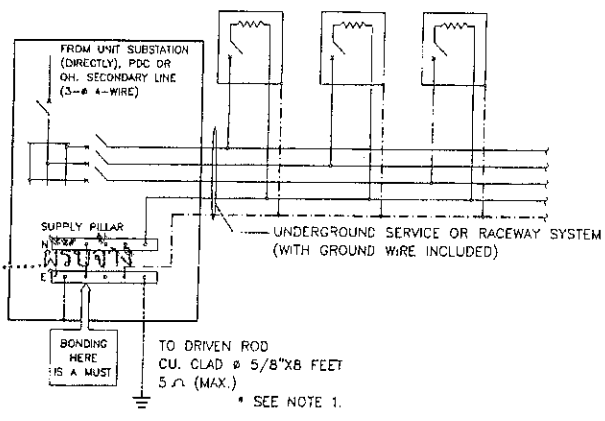 FROM UNIT SUBSTATION
(DIRECTLY), PDC OR
OH. SECONDARY LINE
(3-ø 4-WIRE)
SUPPLY PILLAR
N
E
UNDERGROUND SERVICE OR RACEWAY SYSTEM
(WITH GROUND WIRE INCLUDED)
BONDING
HERE
IS A MUST
TO DRIVEN ROD
CU. CLAD ø 5/8"X8 FEET
5 Ω (MAX.)
* SEE NOTE 1.